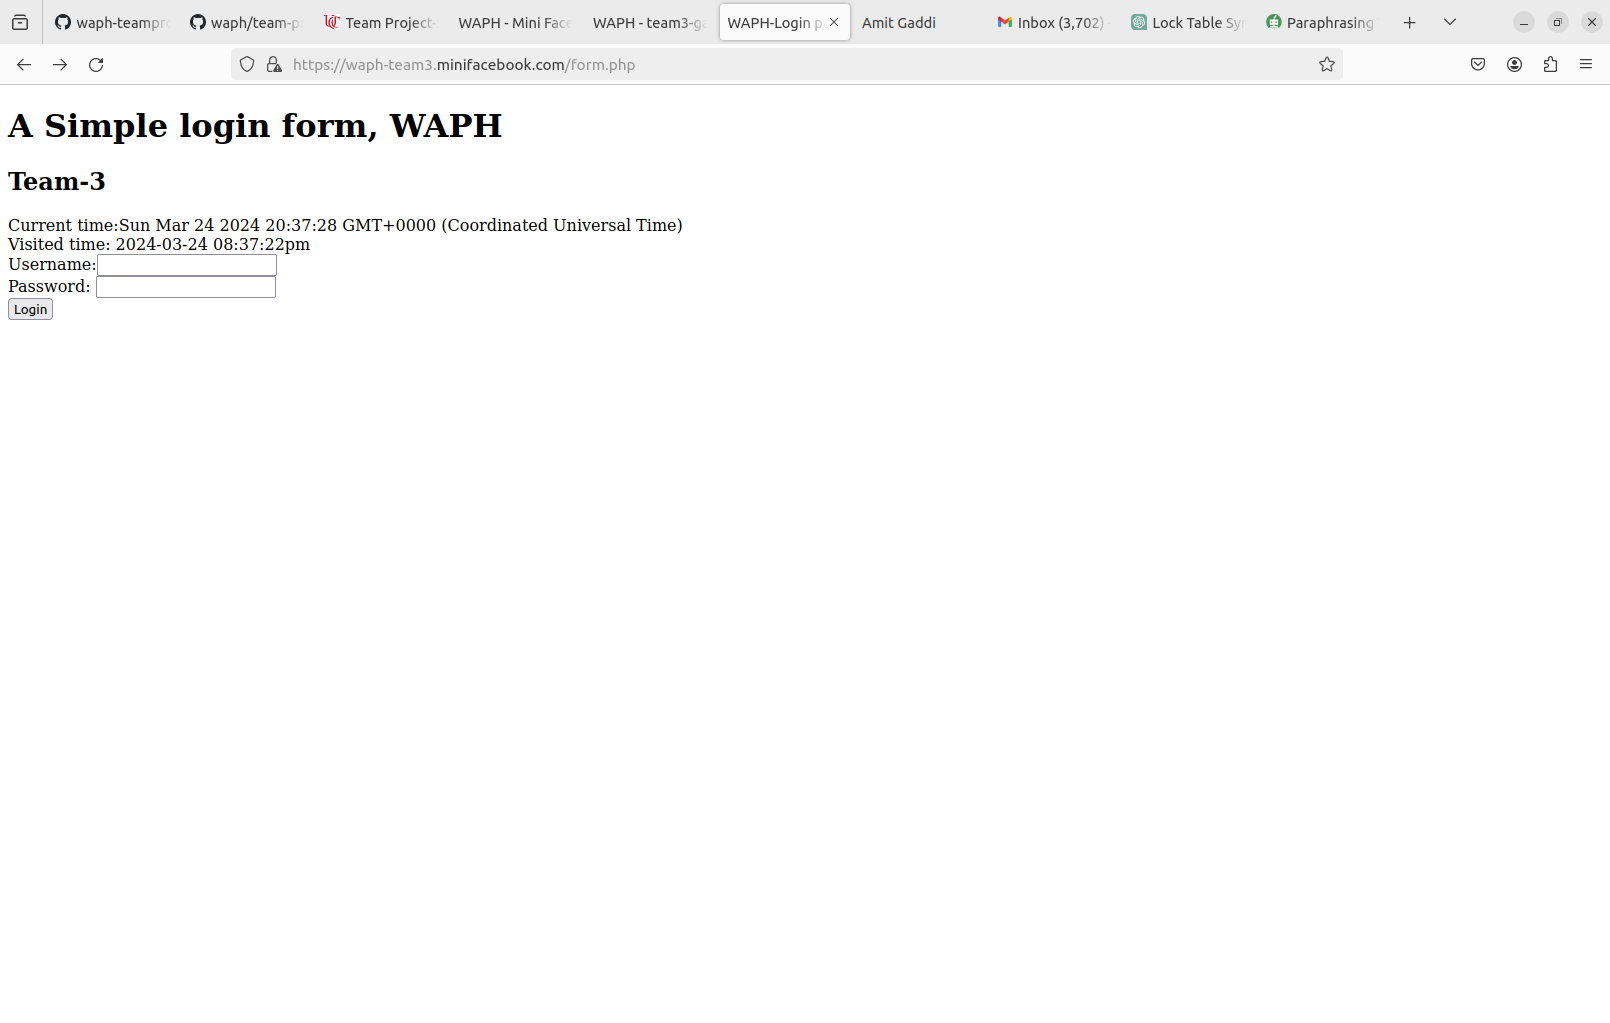 waph-teampr
waph/team-p
Team Project-
WAPH - Mini Face
WAPH - team3-ga
WAPH-Login p
Amit Gaddi
Inbox (3,702)
Lock Table Sy
Paraphrasing
https://waph-team3.minifacebook.com/form.php
A Simple login form, WAPH
Team-3
Current time:Sun Mar 24 2024 20:37:28 GMT+0000 (Coordinated Universal Time)
Visited time: 2024-03-24 08:37:22pm
Username:
Password:
Login